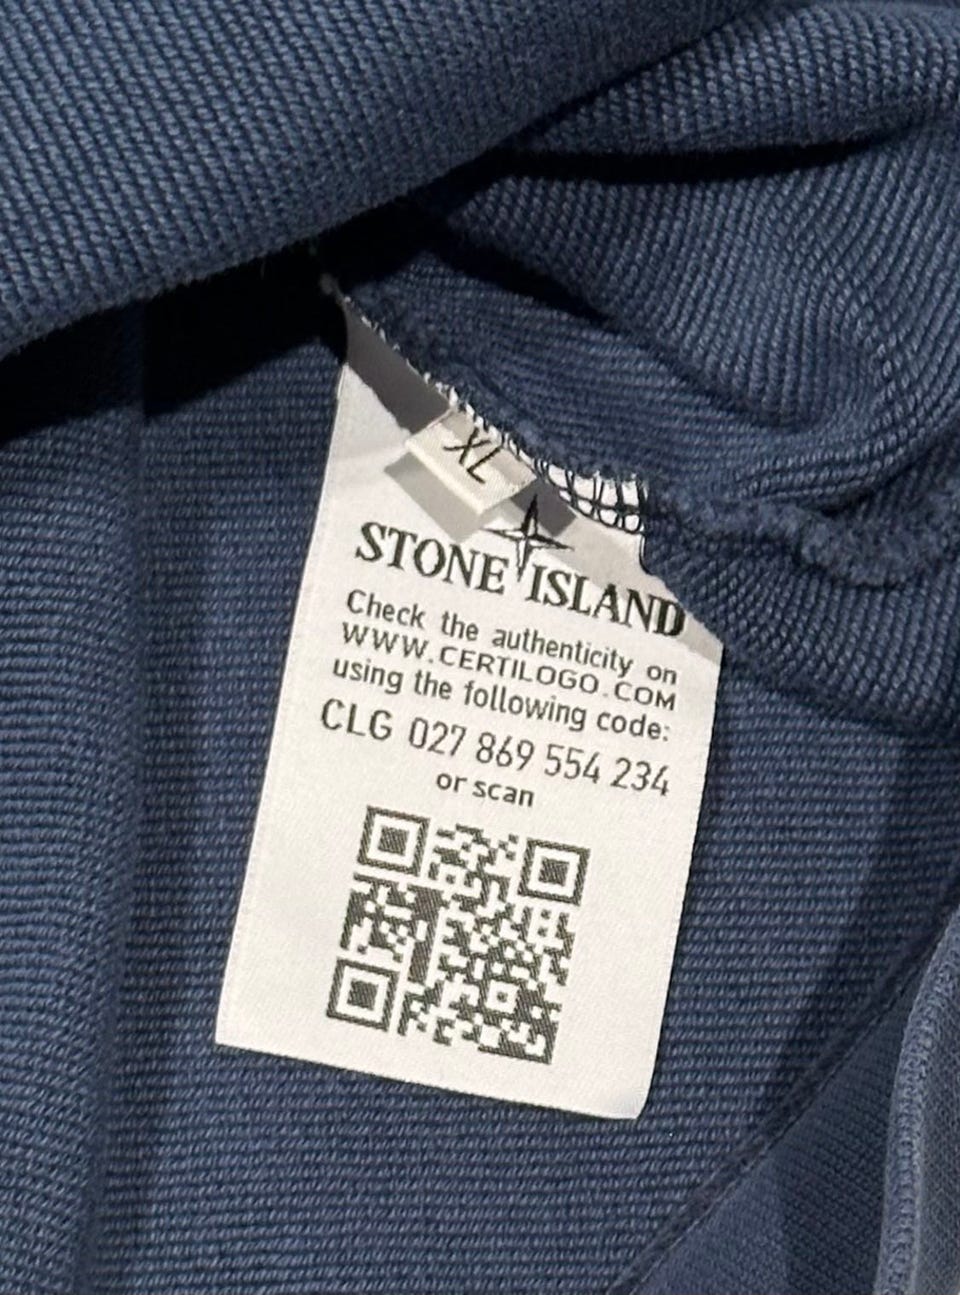 XL
STONE ISLAND
Check the authenticity on
WWW.CERTILOGO.COM
using the following code:
CLG 027 869 554 234
or scan